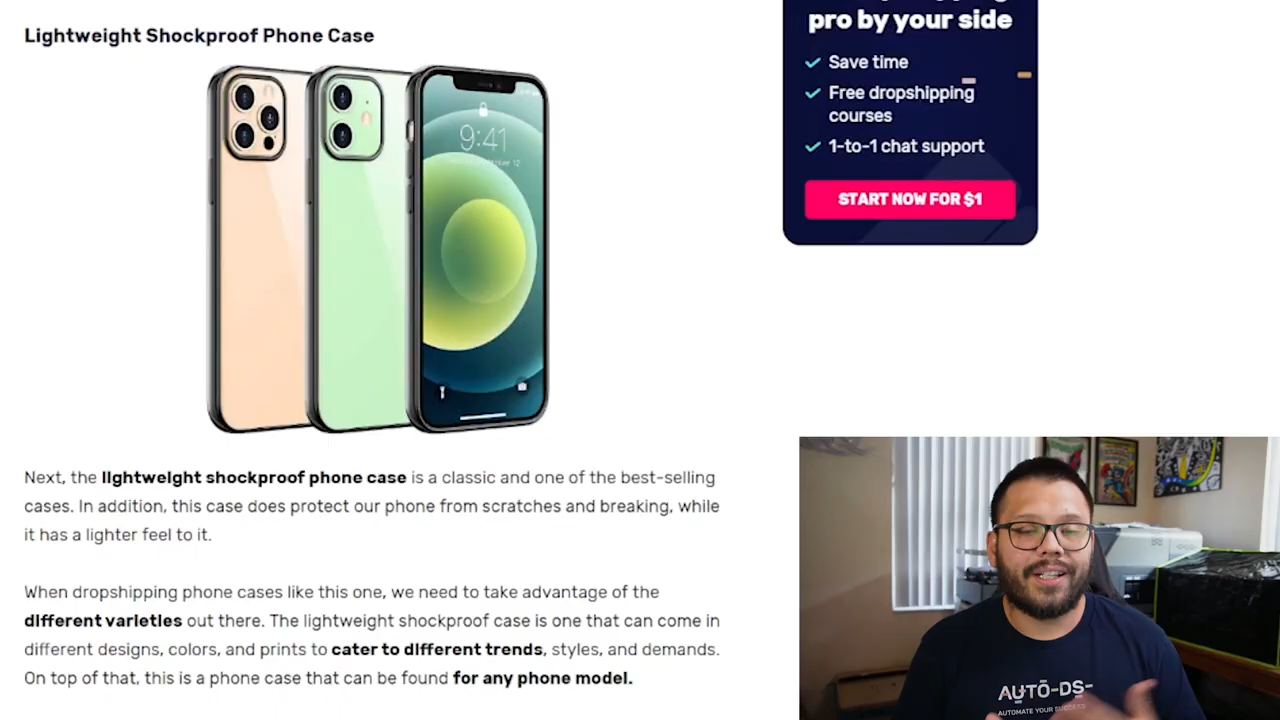 Lightweight Shockproof Phone Case
9:41
Next, the lightweight shockproof phone case is a classic and one of the best-selling
cases. In addition, this case does protect our phone from scratches and breaking, while
it has a lighter feel to it.
When dropshipping phone cases like this one, we need to take advantage of the
different varieties out there. The lightweight shockproof case is one that can come in
different designs, colors, and prints to cater to different trends, styles, and demands.
On top of that, this is a phone case that can be found for any phone model.
pro by your side
Save time
Free dropshipping
courses
1-to-1 chat support
START NOW FOR $1
AUTO-DS-
AUTOMATE YOUR SUCCESS